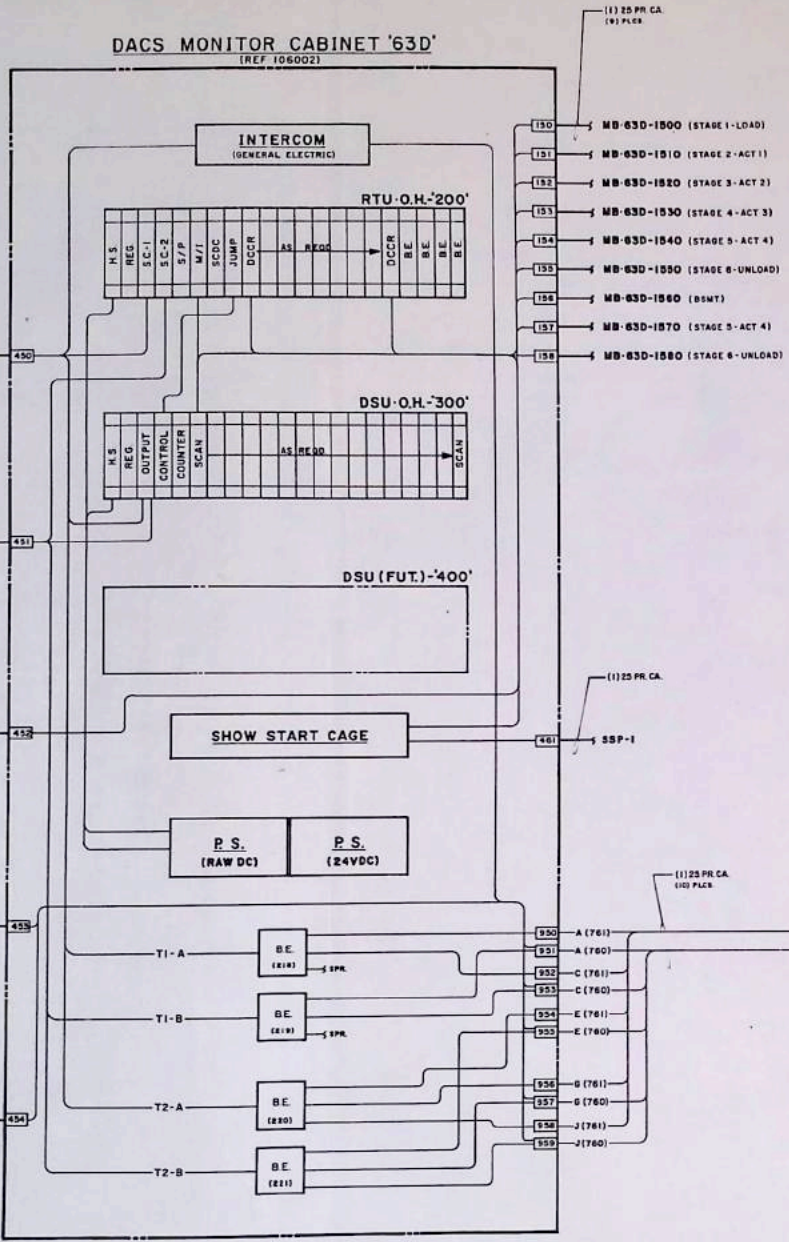 DACS MONITOR CABINET '63D'
(REF 106002)
(1) 25 PR. CA.
(9) PLCS.
INTERCOM
(GENERAL ELECTRIC)
150 MB-63D-1500 (STAGE 1-LOAD)
151 MB-63D-1510 (STAGE 2-ACT 1)
152 MB-63D-1520 (STAGE 3-ACT 2)
153 MB-63D-1530 (STAGE 4-ACT 3)
154 MB-63D-1540 (STAGE 5-ACT 4)
155 MB-63D-1550 (STAGE 6-UNLOAD)
156 MB-63D-1560 (BSMT)
157 MB-63D-1570 (STAGE 5-ACT 4)
158 MB-63D-1580 (STAGE 6-UNLOAD)
RTU-O.H.-'200'
H.S.
REG.
SC-1
SC-2
S/P
M/I
SCDC
JUMP
DCCR
AS REQD
DCCR
B.E.
B.E.
B.E.
B.E.
450
DSU-O.H.-'300'
H.S
REG.
OUTPUT
CONTROL
COUNTER
SCAN
AS REQD
SCAN
451
DSU (FUT.)-'400'
452
SHOW START CAGE
(1) 25 PR. CA.
461 SSP-1
P. S.
(RAW DC)
P. S.
(24VDC)
(1) 25 PR. CA.
(10) PLCS.
453
454
T1-A
B.E.
(218)
SPR.
T1-B
B.E.
(219)
SPR.
T2-A
B.E.
(220)
T2-B
B.E.
(221)
950 A (761)
951 A (760)
952 C (761)
953 C (760)
954 E (761)
955 E (760)
956 G (761)
957 G (760)
958 J (761)
959 J (760)